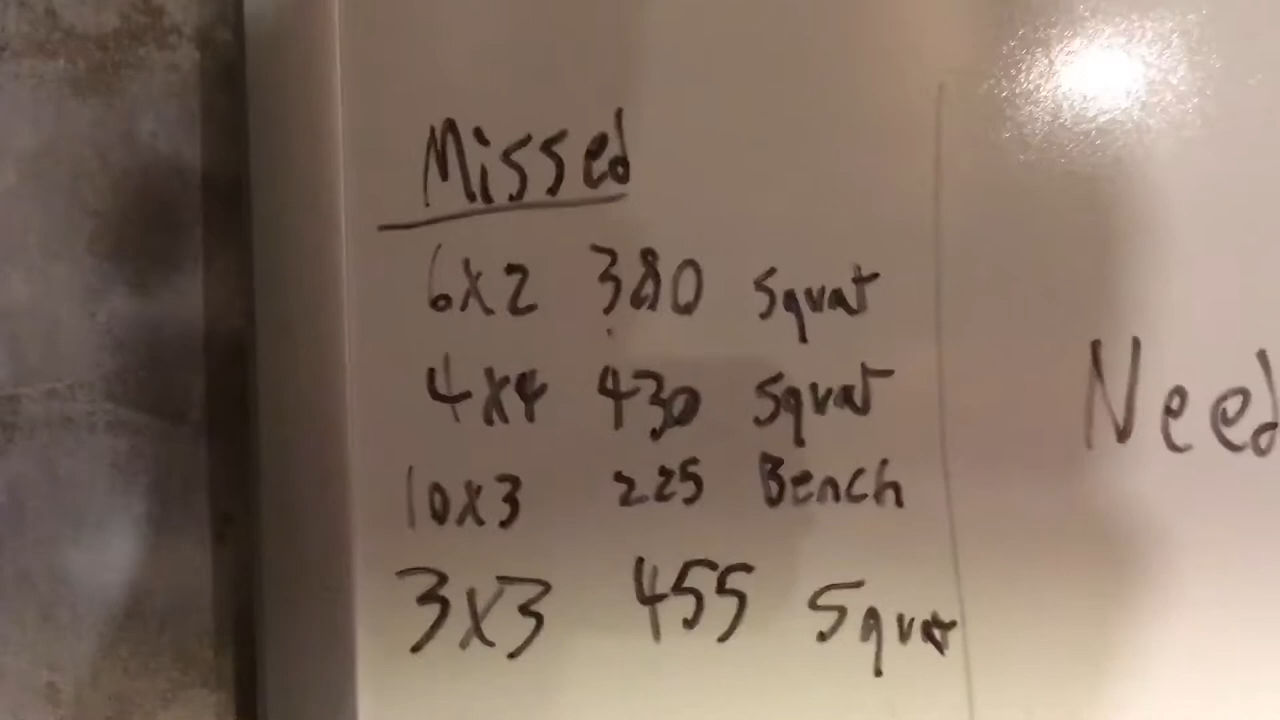 Missed
6x2 380 squat
4x4 430 squat
10x3 225 Bench
3x3 455 Squat
Need